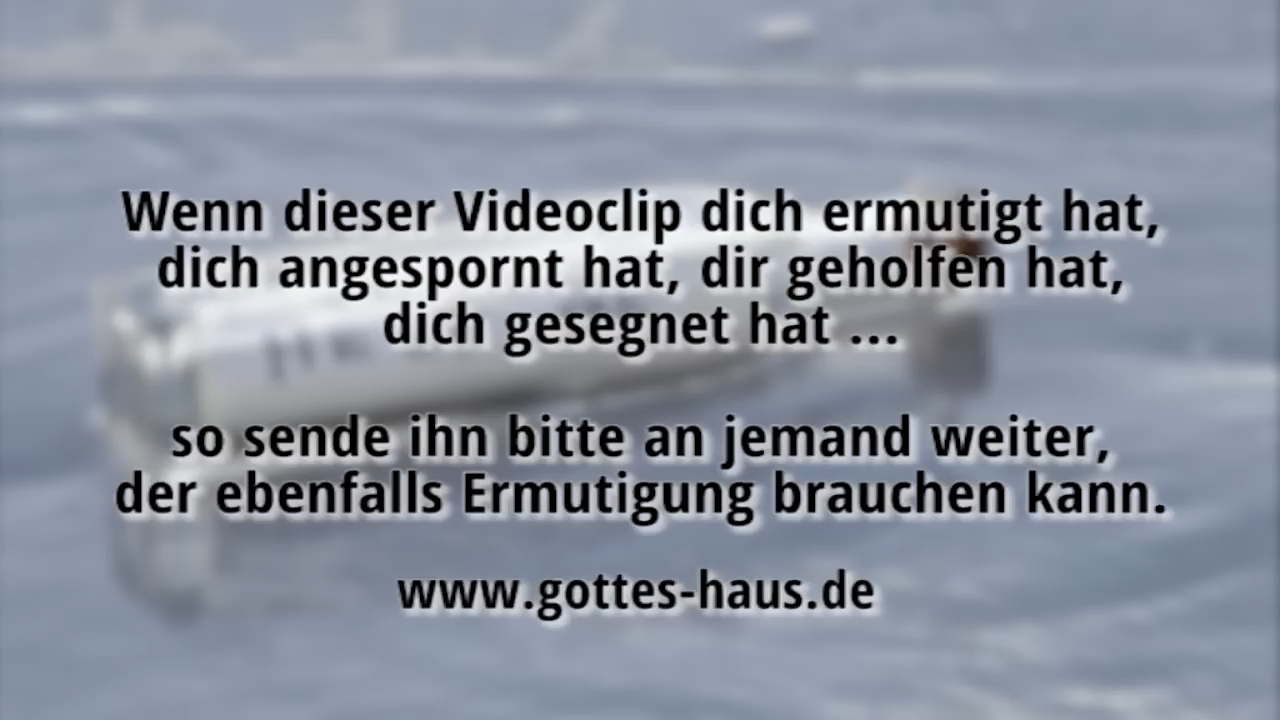 Wenn dieser Videoclip dich ermutigt hat,
dich angespornt hat, dir geholfen hat,
dich gesegnet hat ...
so sende ihn bitte an jemand weiter,
der ebenfalls Ermutigung brauchen kann.
www.gottes-haus.de